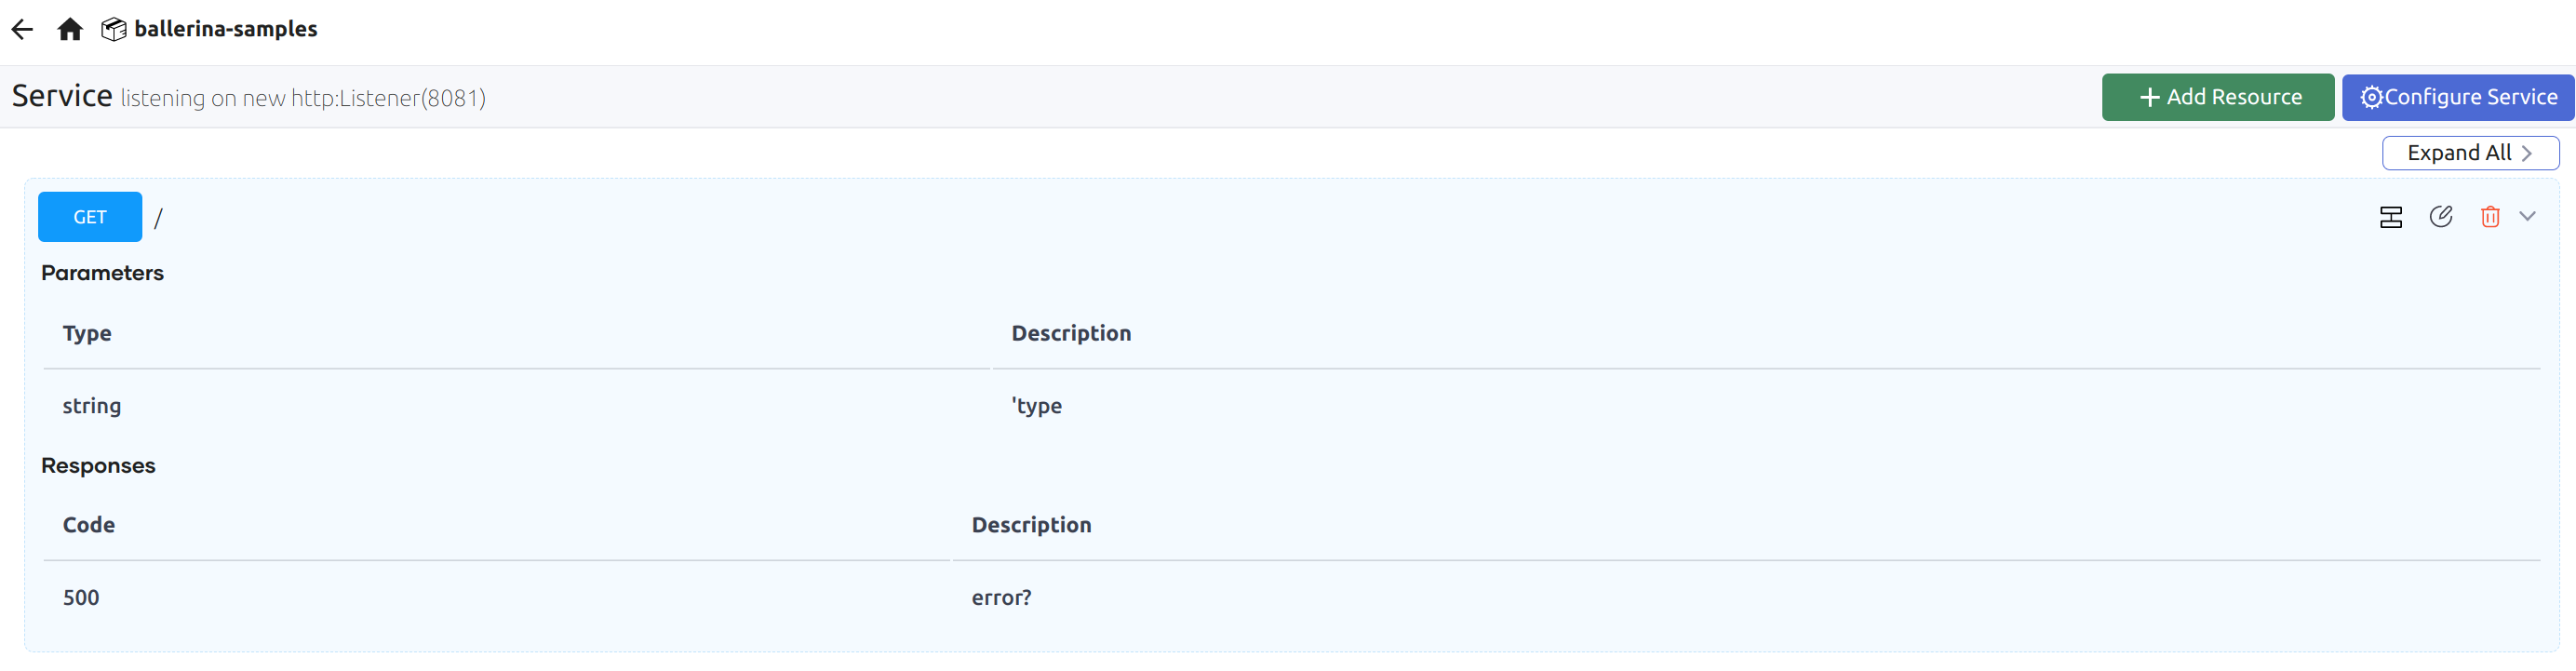 ballerina-samples
Service listening on new http:Listener(8081)
Add Resource
Configure Service
Expand All
GET /
Parameters
Type Description
string 'type
Responses
Code Description
500 error?